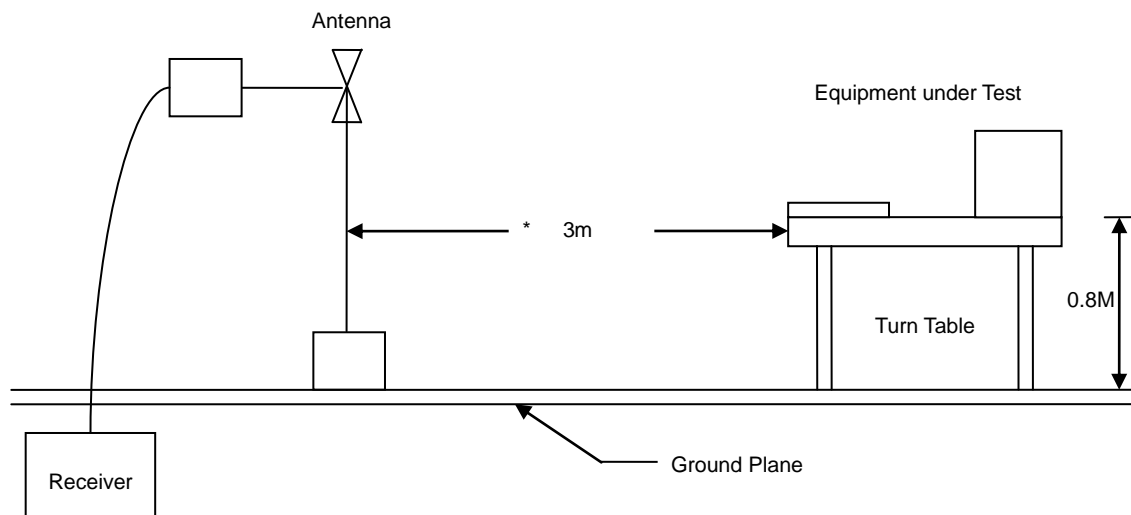 Antenna
Equipment under Test
* 3m
0.8M
Turn Table
Ground Plane
Receiver